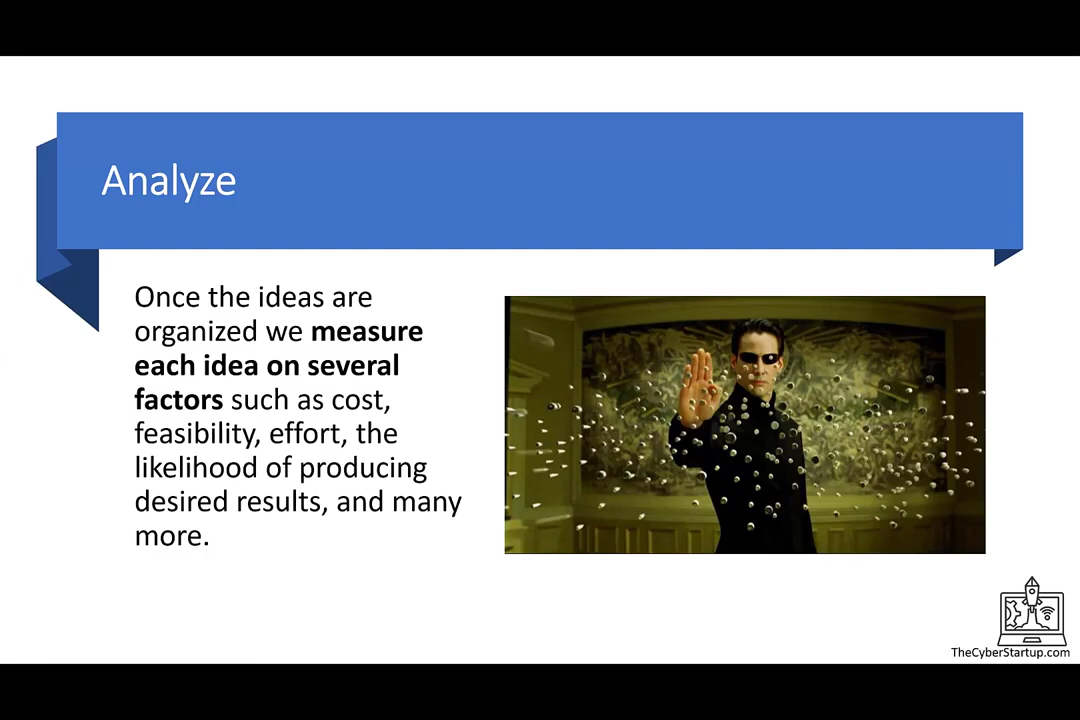 Analyze
Once the ideas are
organized we measure
each idea on several
factors such as cost,
feasibility, effort, the
likelihood of producing
desired results, and many
more.
TheCyberStartup.com